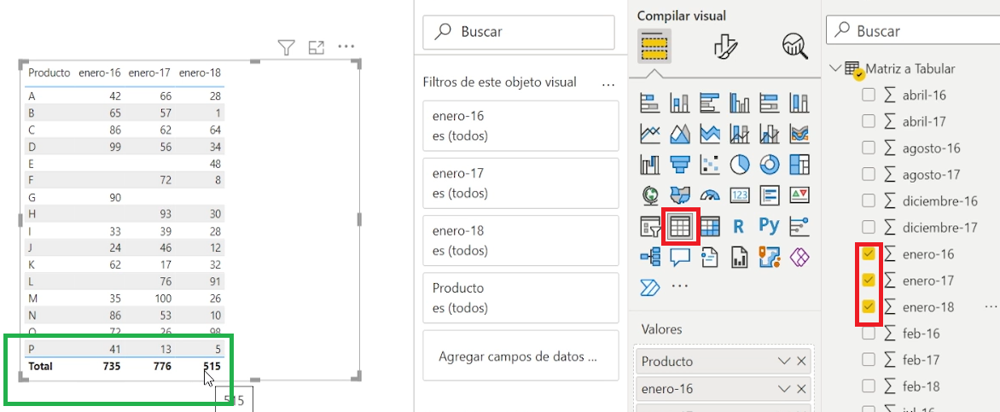 Producto enero-16 enero-17 enero-18
A 42 66 28
B 65 57 1
C 86 62 64
D 99 56 34
E 48
F 72 8
G 90
H 93 30
I 33 39 28
J 24 46 12
K 62 17 32
L 76 91
M 35 100 26
N 86 53 10
O 72 26 98
P 41 13 5
Total 735 776 515
515
Buscar
Filtros de este objeto visual ...
enero-16
es (todos)
enero-17
es (todos)
enero-18
es (todos)
Producto
es (todos)
Agregar campos de datos ...
Compilar visual
123
R Py
...
Valores
Producto
enero-16
Buscar
Matriz a Tabular
∑ abril-16
∑ abril-17
∑ agosto-16
∑ agosto-17
∑ diciembre-16
∑ diciembre-17
∑ enero-16
∑ enero-17
∑ enero-18 ...
∑ feb-16
∑ feb-17
∑ feb-18